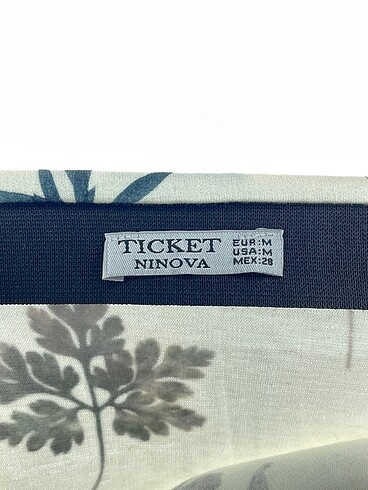 TICKET
NINOVA
EUR:M
USA:M
MEX:28